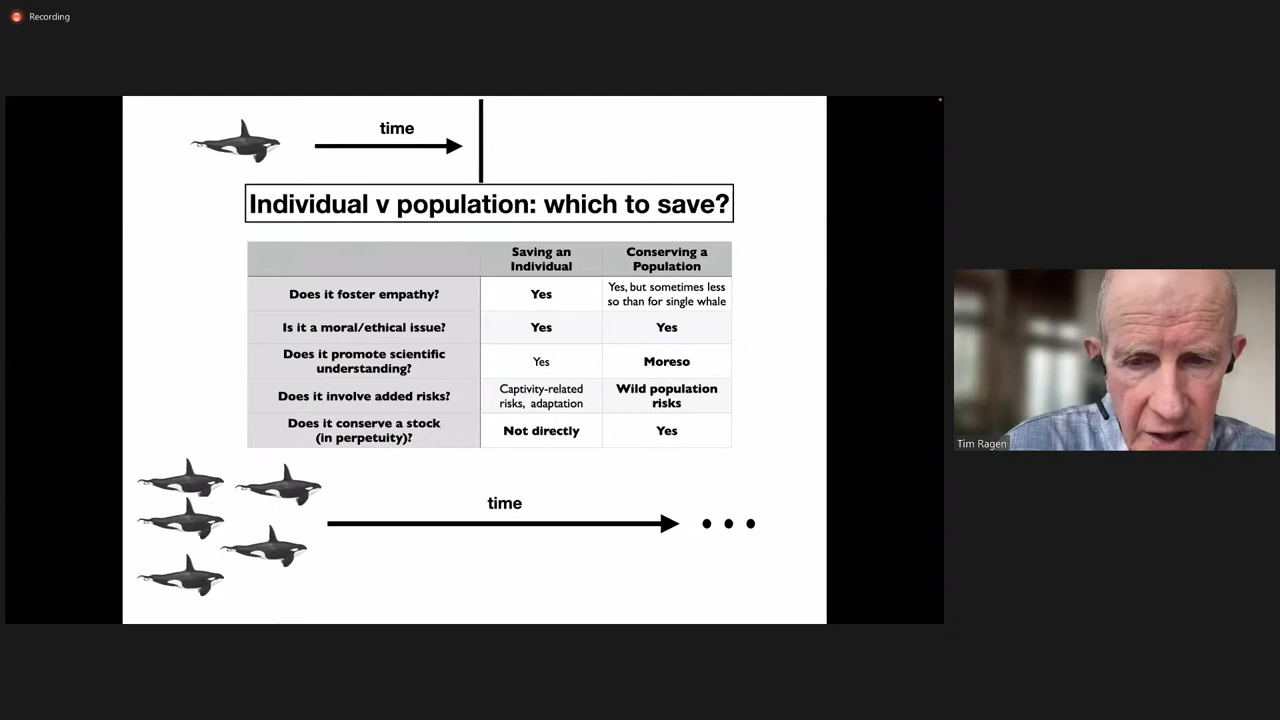 Recording
time
Individual v population: which to save?
Saving an
Individual
Conserving a
Population
Does it foster empathy?
Yes
Yes, but sometimes less
so than for single whale
Is it a moral/ethical issue?
Yes
Yes
Does it promote scientific
understanding?
Yes
Moreso
Does it involve added risks?
Captivity-related
risks, adaptation
Wild population
risks
Does it conserve a stock
(in perpetuity)?
Not directly
Yes
time
Tim Ragen